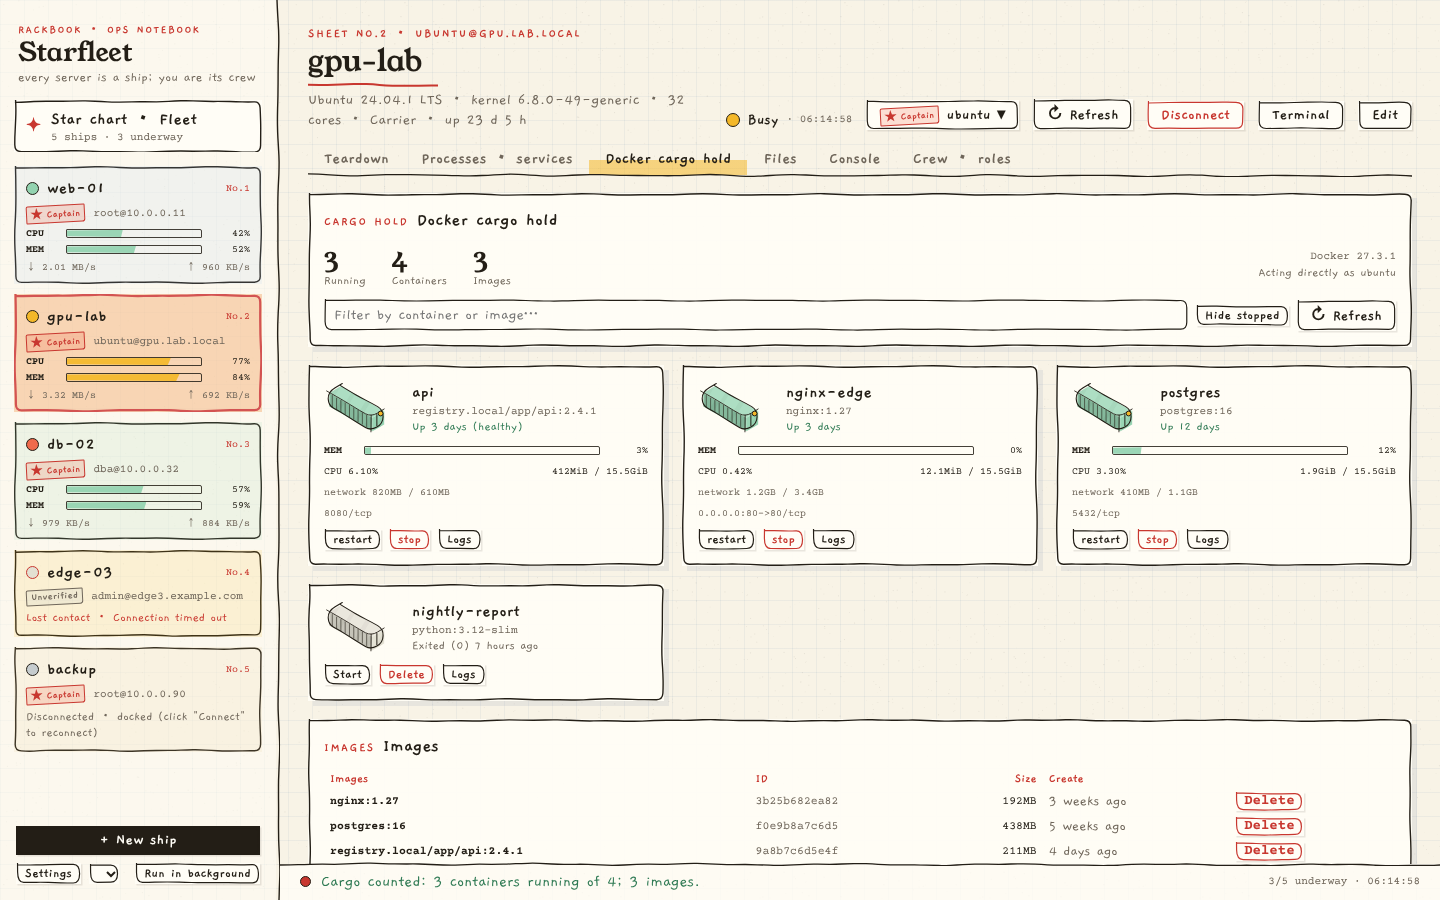 RACKBOOK • OPS NOTEBOOK
Starfleet
every server is a ship; you are its crew
Star chart • Fleet
5 ships · 3 underway
web-01 No.1
Captain root@10.0.0.11
CPU 42%
MEM 52%
↓ 2.01 MB/s ↑ 960 KB/s
gpu-lab No.2
Captain ubuntu@gpu.lab.local
CPU 77%
MEM 84%
↓ 3.32 MB/s ↑ 692 KB/s
db-02 No.3
Captain dba@10.0.0.32
CPU 57%
MEM 59%
↓ 979 KB/s ↑ 884 KB/s
edge-03 No.4
Unverified admin@edge3.example.com
Lost contact • Connection timed out
backup No.5
Captain root@10.0.0.90
Disconnected • docked (click "Connect"
to reconnect)
+ New ship
Settings Run in background
SHEET NO.2 • UBUNTU@GPU.LAB.LOCAL
gpu-lab
Ubuntu 24.04.1 LTS • kernel 6.8.0-49-generic • 32
cores • Carrier • up 23 d 5 h
Busy · 06:14:58 Captain ubuntu ▼ Refresh Disconnect Terminal Edit
Teardown Processes • services Docker cargo hold Files Console Crew • roles
CARGO HOLD Docker cargo hold
3 4 3
Running Containers Images
Docker 27.3.1
Acting directly as ubuntu
Filter by container or image… Hide stopped Refresh
api
registry.local/app/api:2.4.1
Up 3 days (healthy)
MEM 3%
CPU 6.10% 412MiB / 15.5GiB
network 820MB / 610MB
8080/tcp
restart stop Logs
nginx-edge
nginx:1.27
Up 3 days
MEM 0%
CPU 0.42% 12.1MiB / 15.5GiB
network 1.2GB / 3.4GB
0.0.0.0:80->80/tcp
restart stop Logs
postgres
postgres:16
Up 12 days
MEM 12%
CPU 3.30% 1.9GiB / 15.5GiB
network 410MB / 1.1GB
5432/tcp
restart stop Logs
nightly-report
python:3.12-slim
Exited (0) 7 hours ago
Start Delete Logs
IMAGES Images
Images ID Size Create
nginx:1.27 3b25b682ea82 192MB 3 weeks ago Delete
postgres:16 f0e9b8a7c6d5 438MB 5 weeks ago Delete
registry.local/app/api:2.4.1 9a8b7c6d5e4f 211MB 4 days ago Delete
Cargo counted: 3 containers running of 4; 3 images. 3/5 underway · 06:14:58